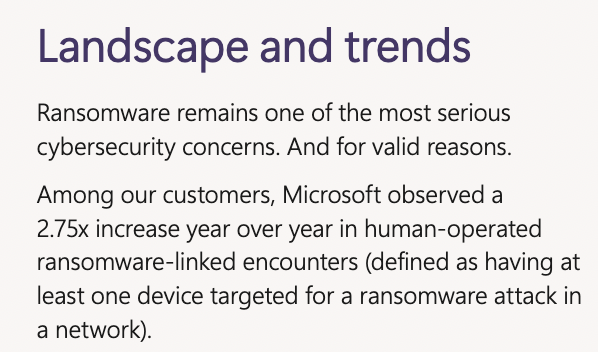 Landscape and trends
Ransomware remains one of the most serious
cybersecurity concerns. And for valid reasons.
Among our customers, Microsoft observed a
2.75x increase year over year in human-operated
ransomware-linked encounters (defined as having at
least one device targeted for a ransomware attack in
a network).